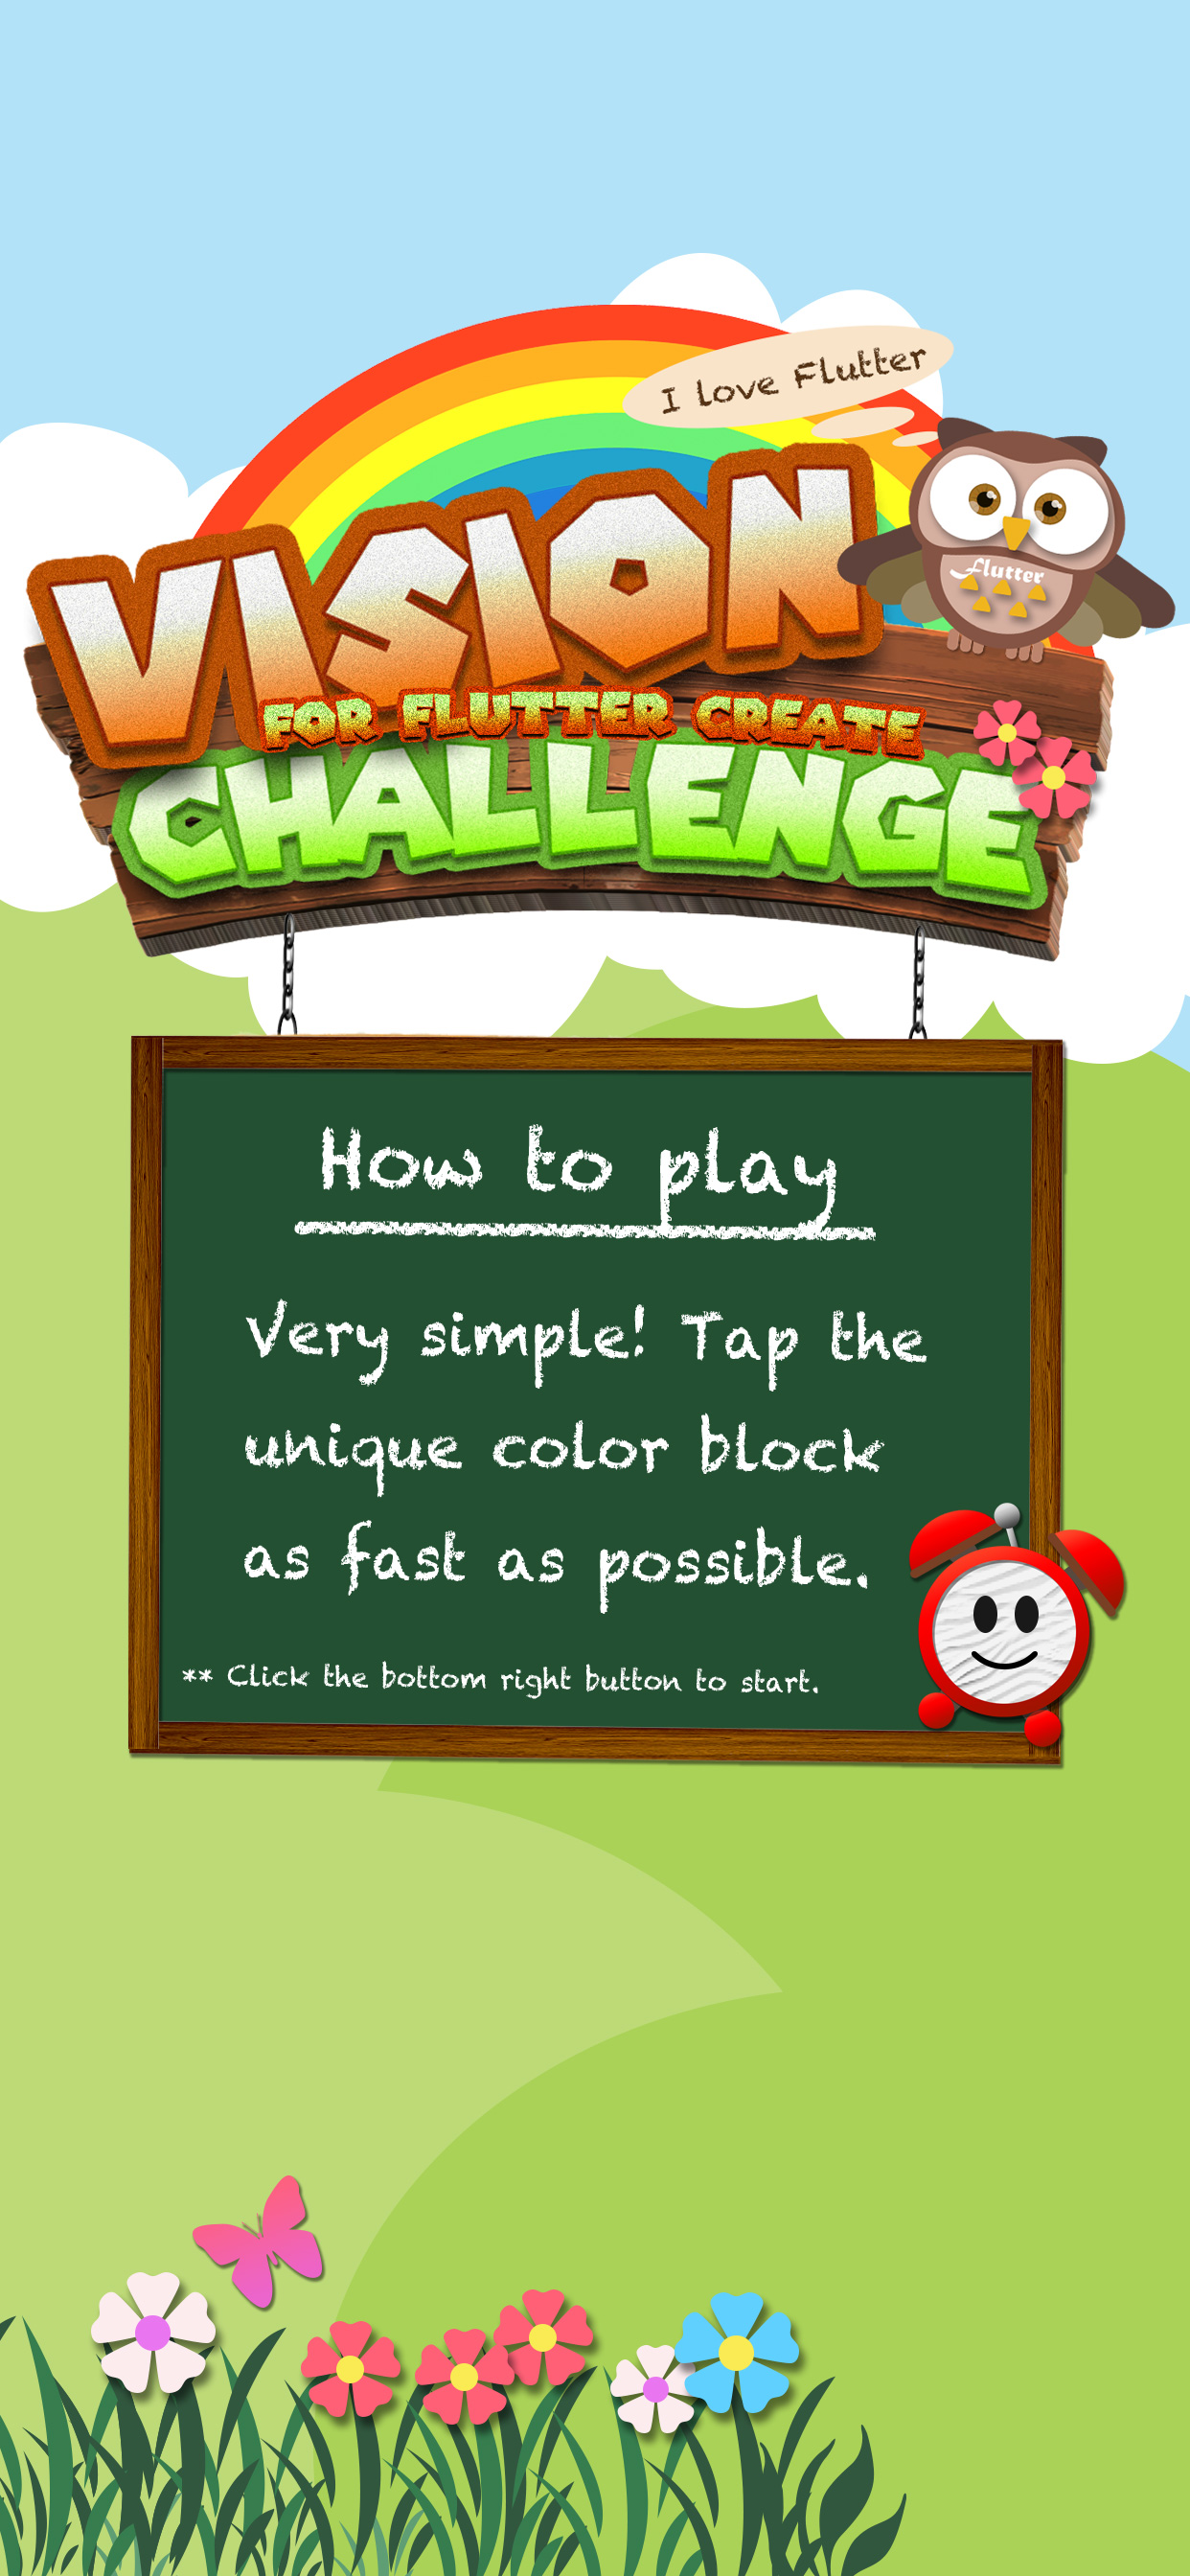 I love Flutter
VISION
Flutter
FOR FLUTTER CREATE
CHALLENGE
How to play
Very simple! Tap the
unique color block
as fast as possible.
** Click the bottom right button to start.